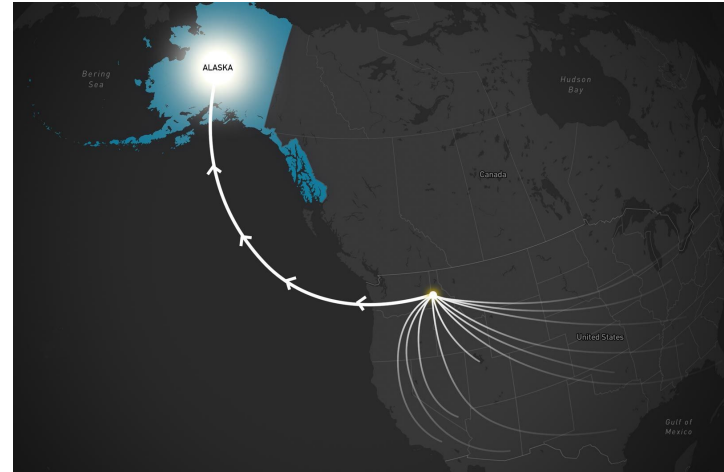 ALASKA
Bering
Sea
Hudson
Bay
Canada
United States
Gulf of
Mexico